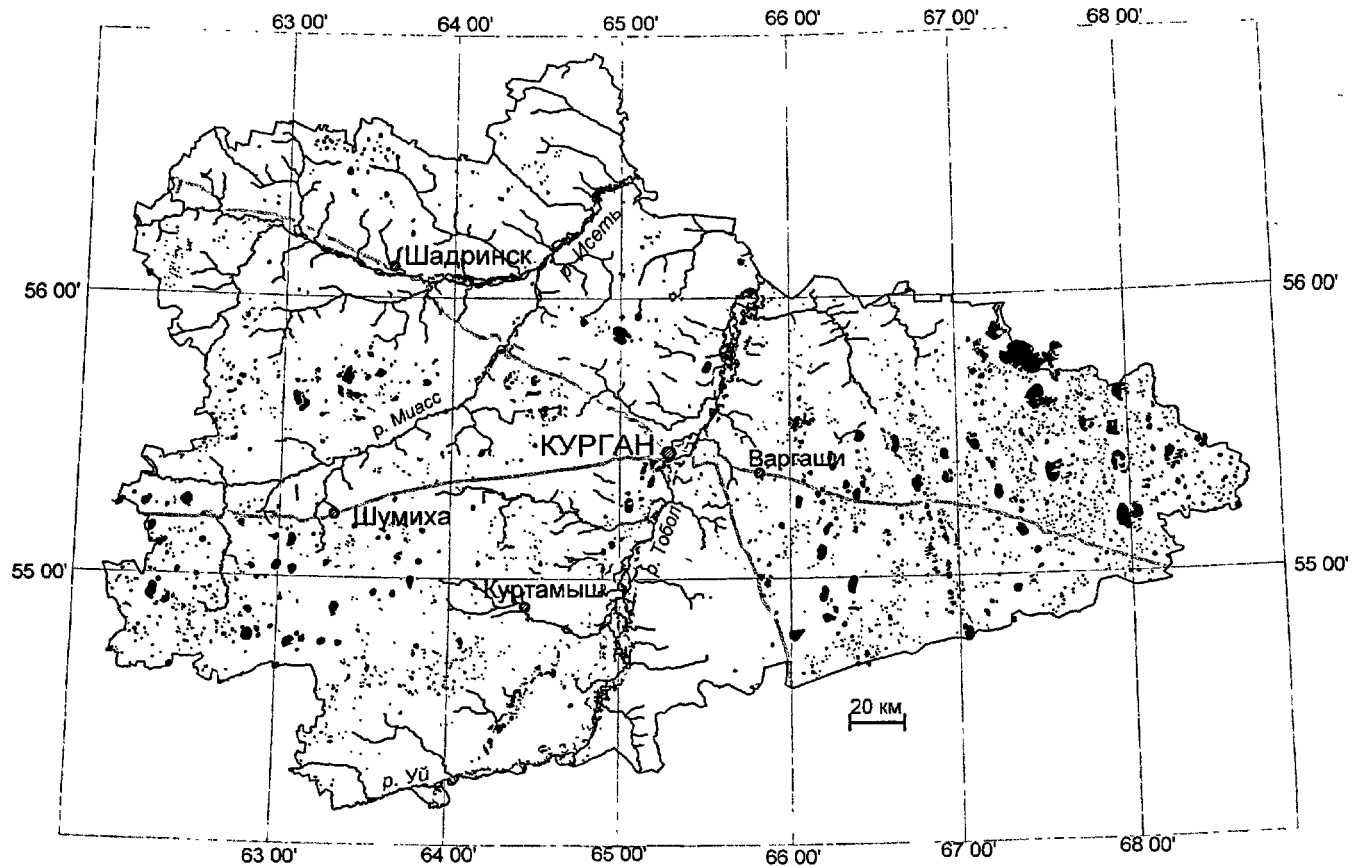 63 00' 64 00' 65 00' 66 00' 67 00' 68 00'
р. Исеть
Шадринск
56 00' 56 00'
р. Миасс
КУРГАН
Варгаши
Шумиха
р. Тобол
55 00' 55 00'
Куртамыш
20 км
р. Уй
63 00' 64 00' 65 00' 66 00' 67 00' 68 00'